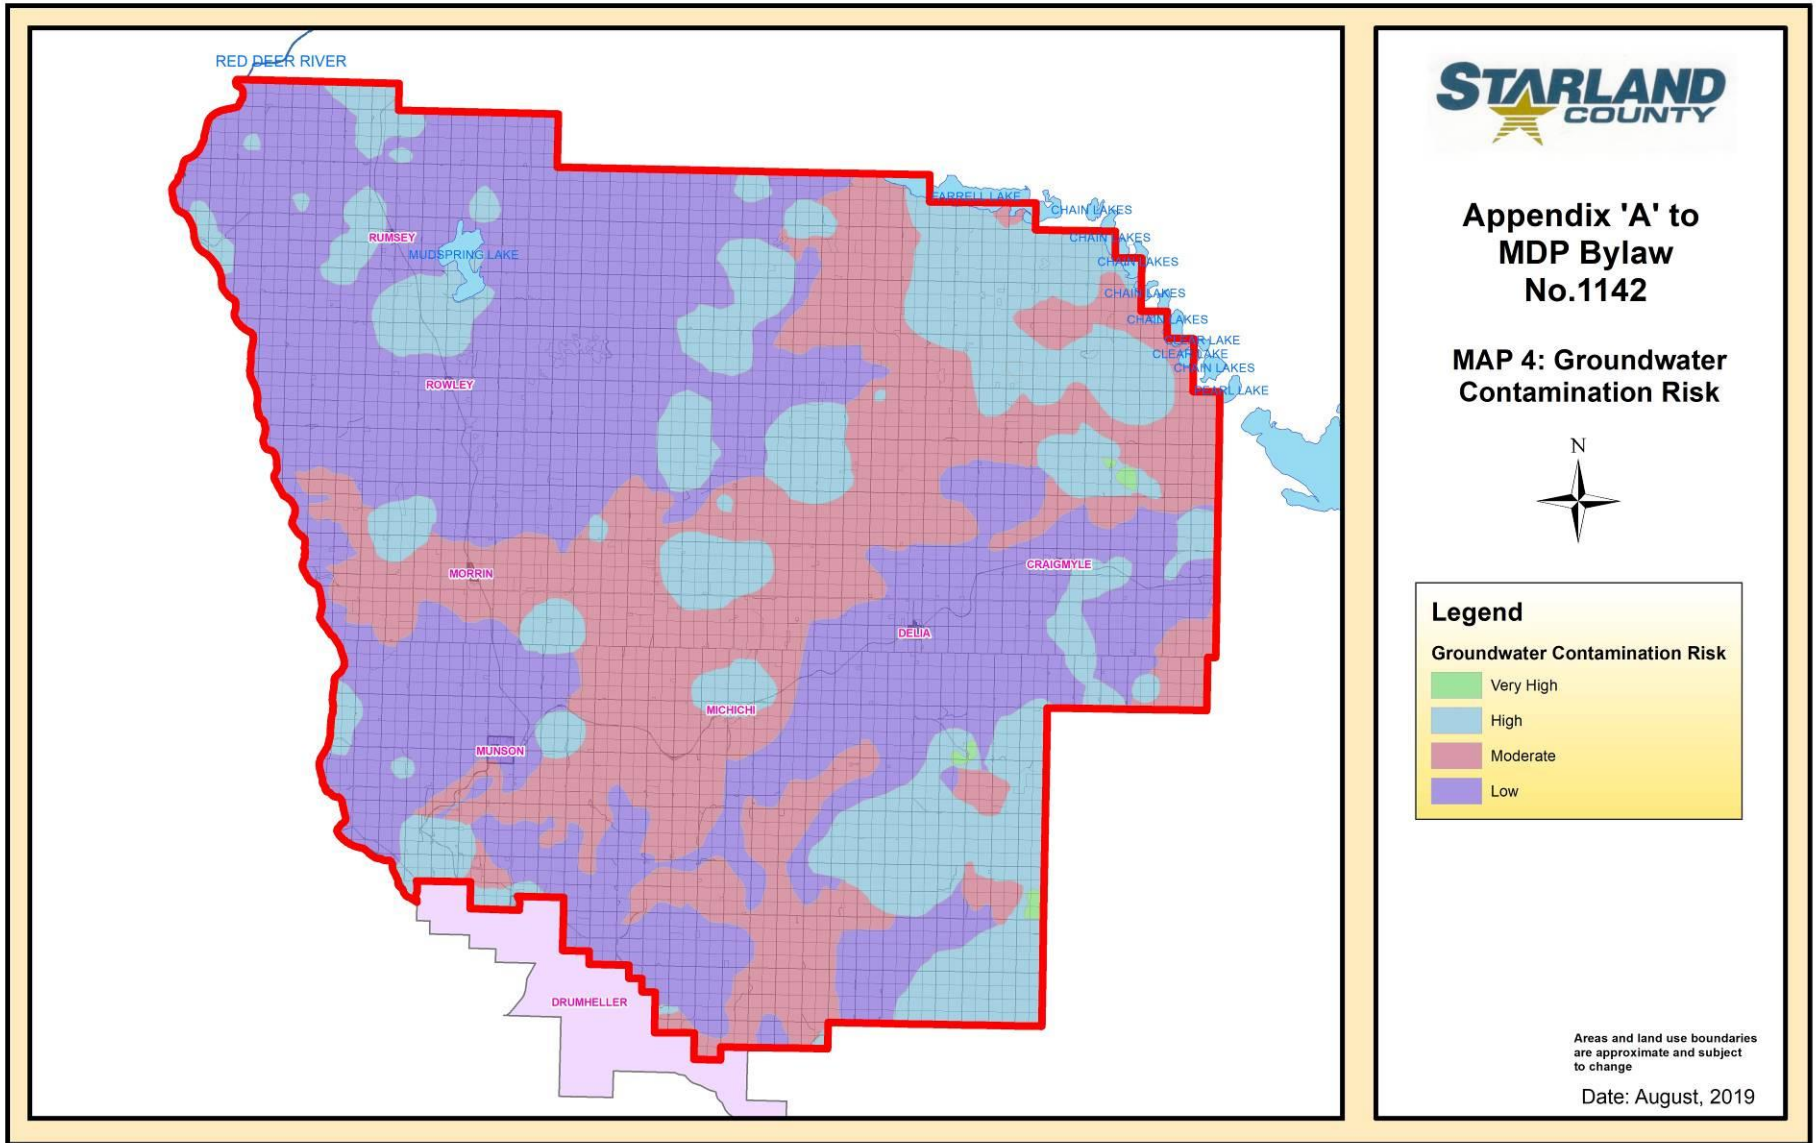 RED DEER RIVER
FARRELL LAKE
CHAIN LAKES
RUMSEY
CHAIN LAKES
MUDSPRING LAKE
CHAIN LAKES
CHAIN LAKES
CHAIN LAKES
CLEAR LAKE
CLEAR LAKE
CHAIN LAKES
ROWLEY
PEARL LAKE
CRAIGMYLE
MORRIN
DELIA
MICHICHI
MUNSON
DRUMHELLER
STARLAND
COUNTY
Appendix 'A' to
MDP Bylaw
No.1142
MAP 4: Groundwater
Contamination Risk
N
Legend
Groundwater Contamination Risk
Very High
High
Moderate
Low
Areas and land use boundaries
are approximate and subject
to change
Date: August, 2019